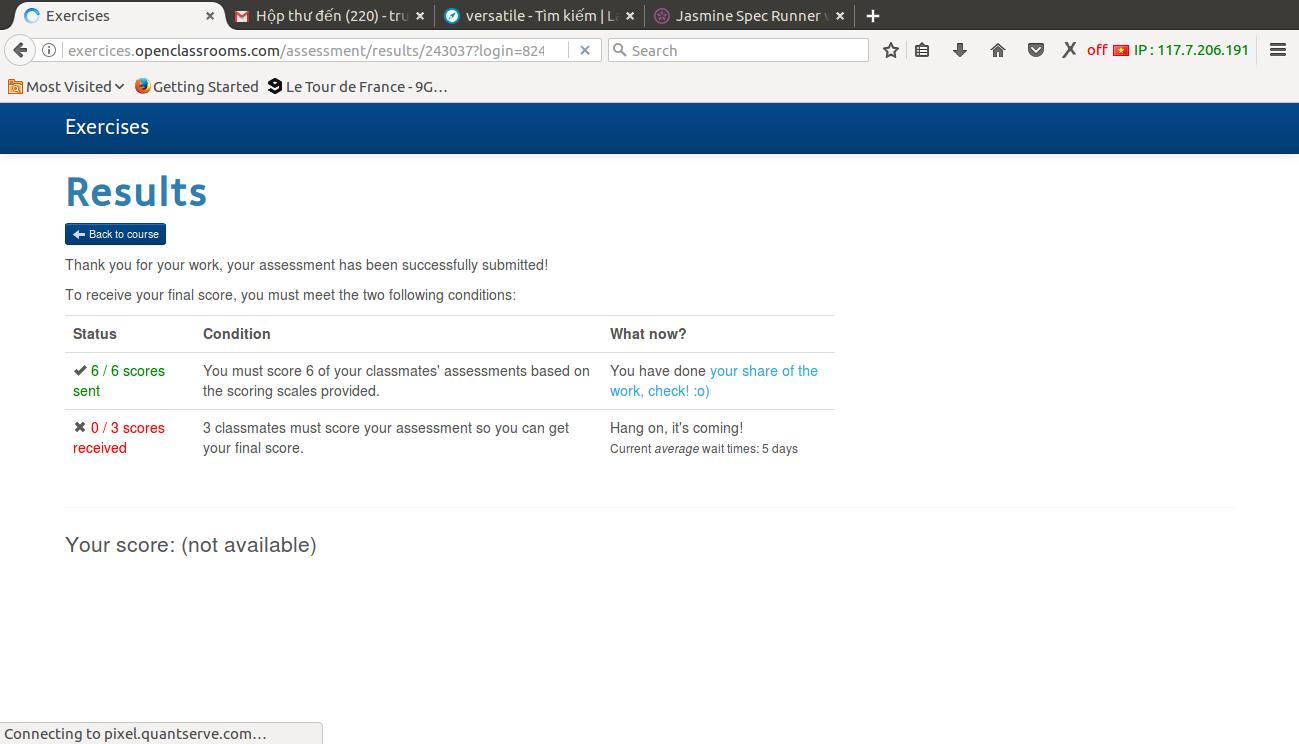 Exercises
Hộp thư đến (220) - tru
versatile - Tìm kiếm | La
Jasmine Spec Runner v
exercices.openclassrooms.com/assessment/results/243037?login=824
Search
off IP : 117.7.206.191
Most Visited
Getting Started
Le Tour de France - 9G...
Exercises
Results
Back to course
Thank you for your work, your assessment has been successfully submitted!
To receive your final score, you must meet the two following conditions:
Status Condition What now?
6 / 6 scores You must score 6 of your classmates' assessments based on You have done your share of the
sent the scoring scales provided. work, check! :o)
0 / 3 scores 3 classmates must score your assessment so you can get Hang on, it's coming!
received your final score. Current average wait times: 5 days
Your score: (not available)
Connecting to pixel.quantserve.com...